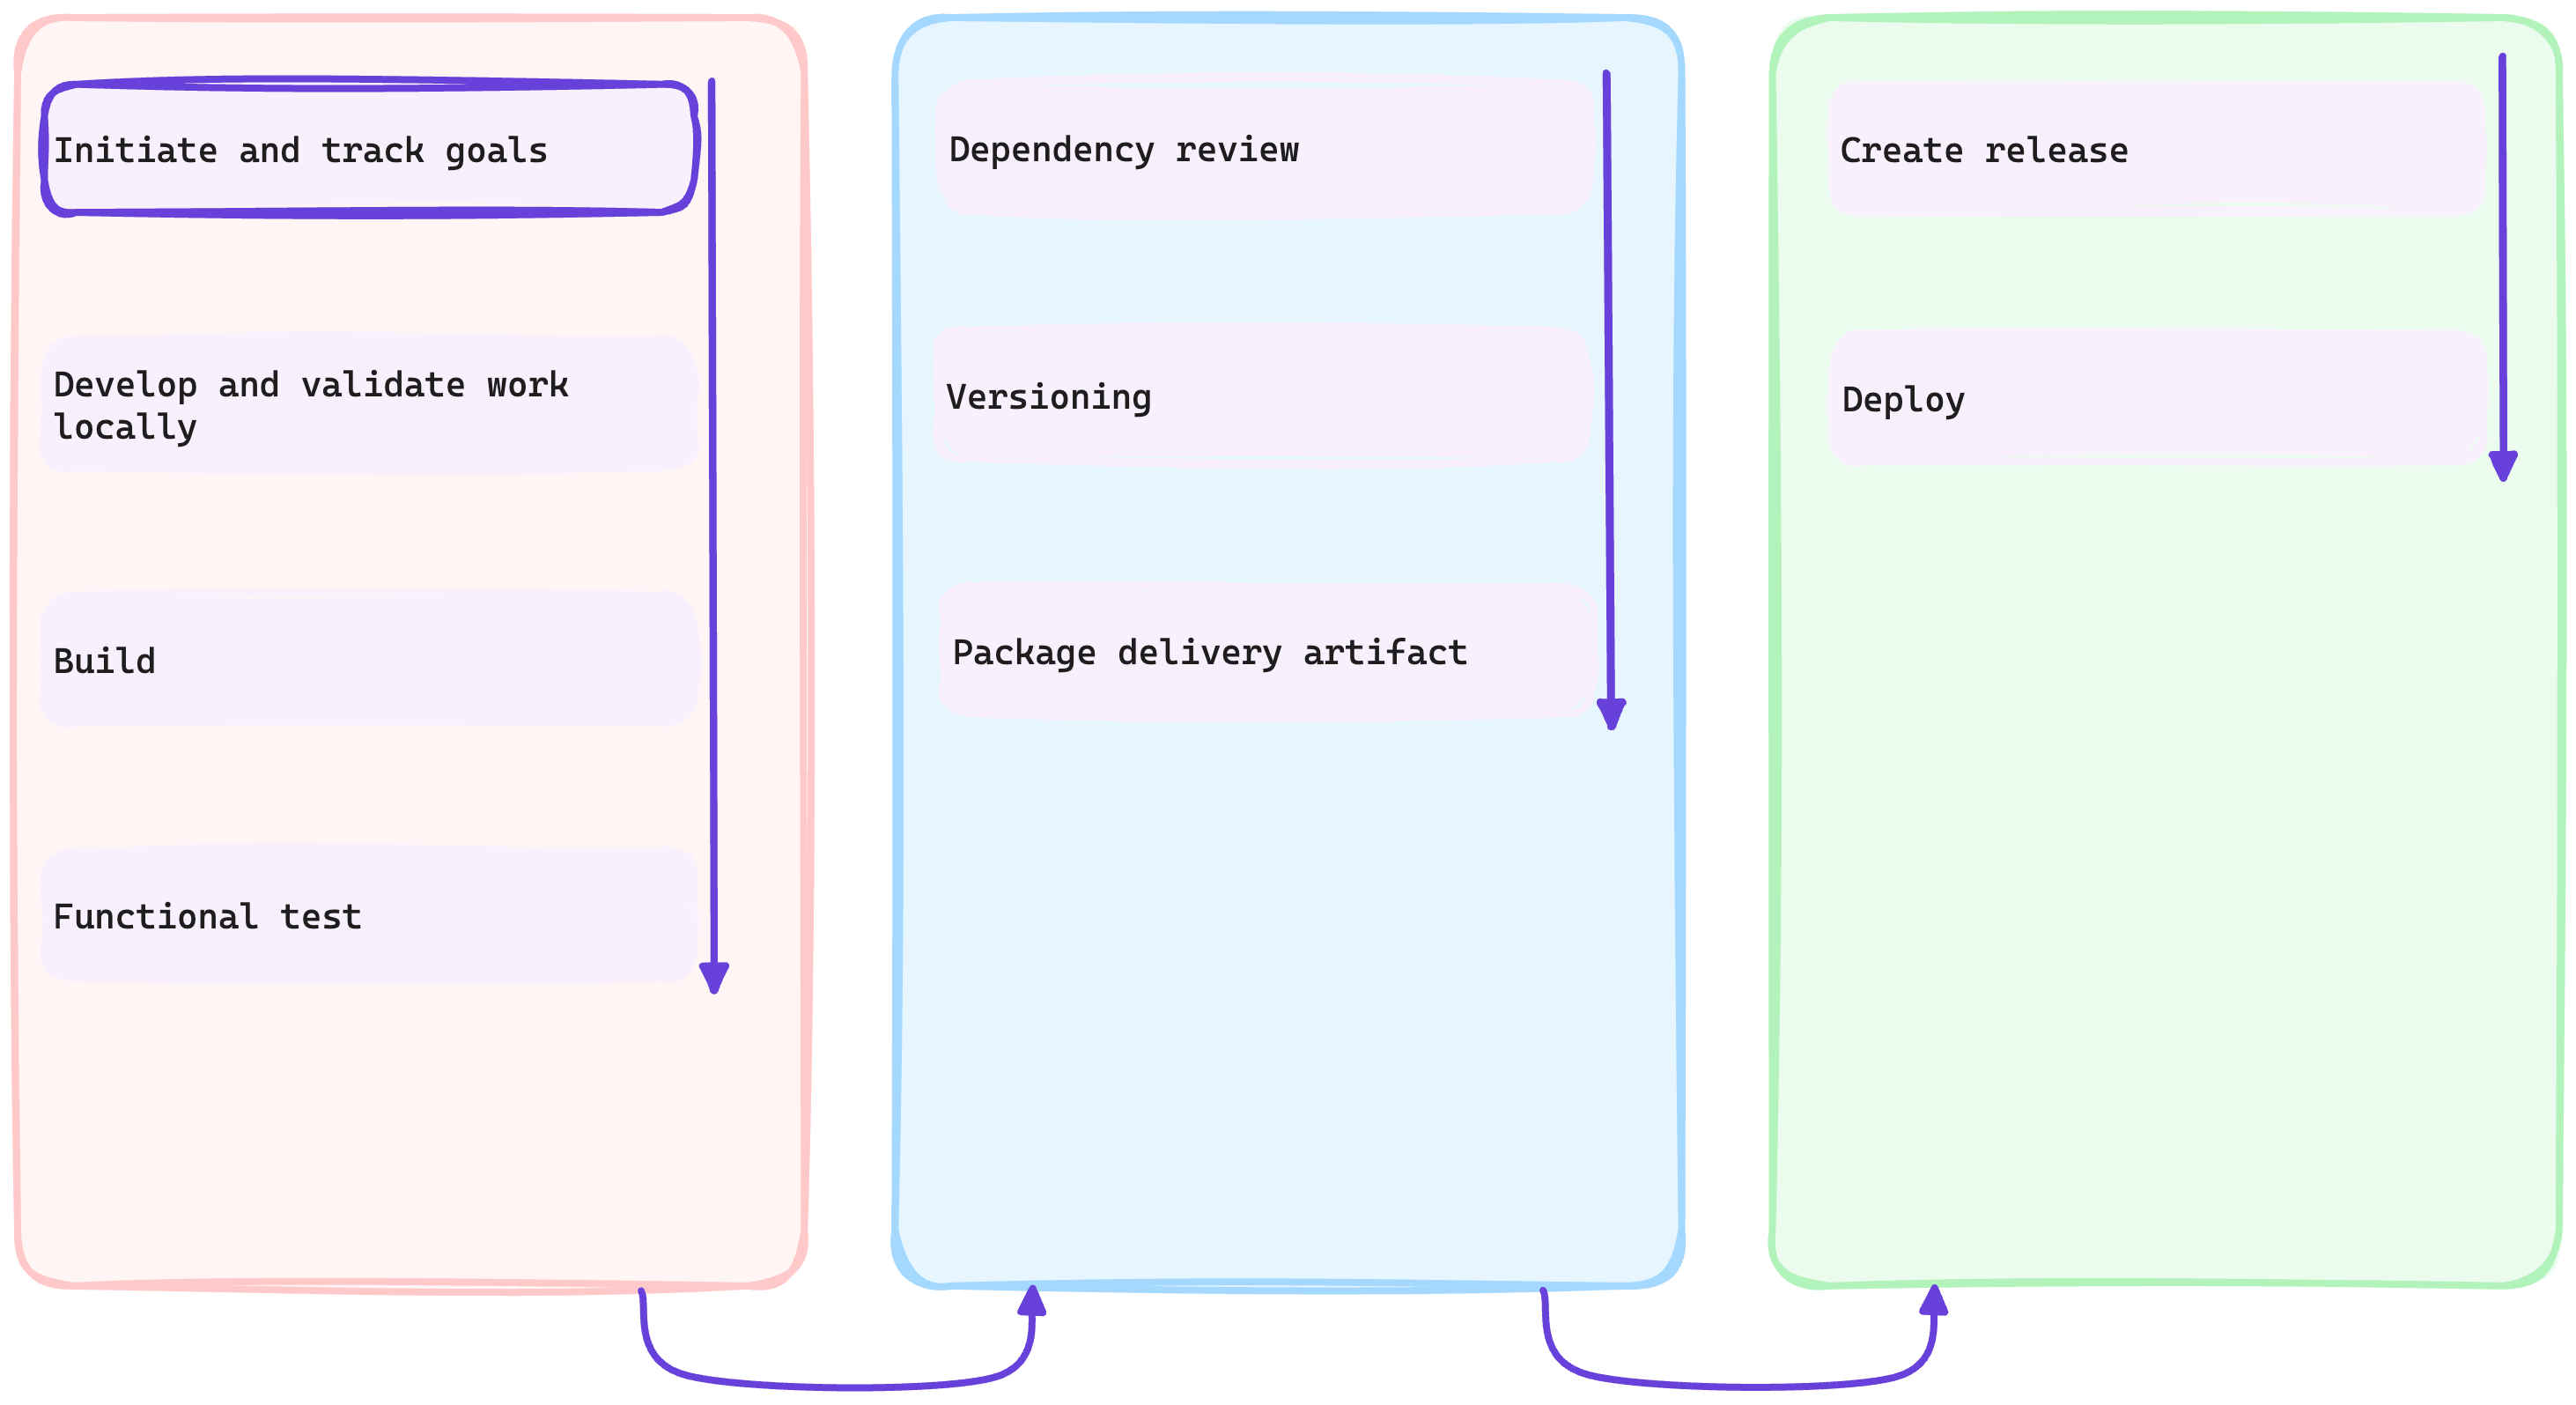 Initiate and track goals
Develop and validate work
locally
Build
Functional test
Dependency review
Versioning
Package delivery artifact
Create release
Deploy